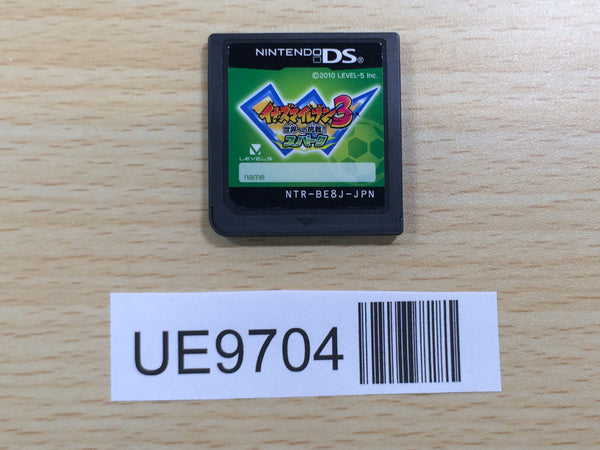 NINTENDO DS®
©2010 LEVEL-5 Inc.
イナズマイレブン3
世界への挑戦!!
スパーク
LEVEL5
name
NTR-BE8J-JPN
UE9704